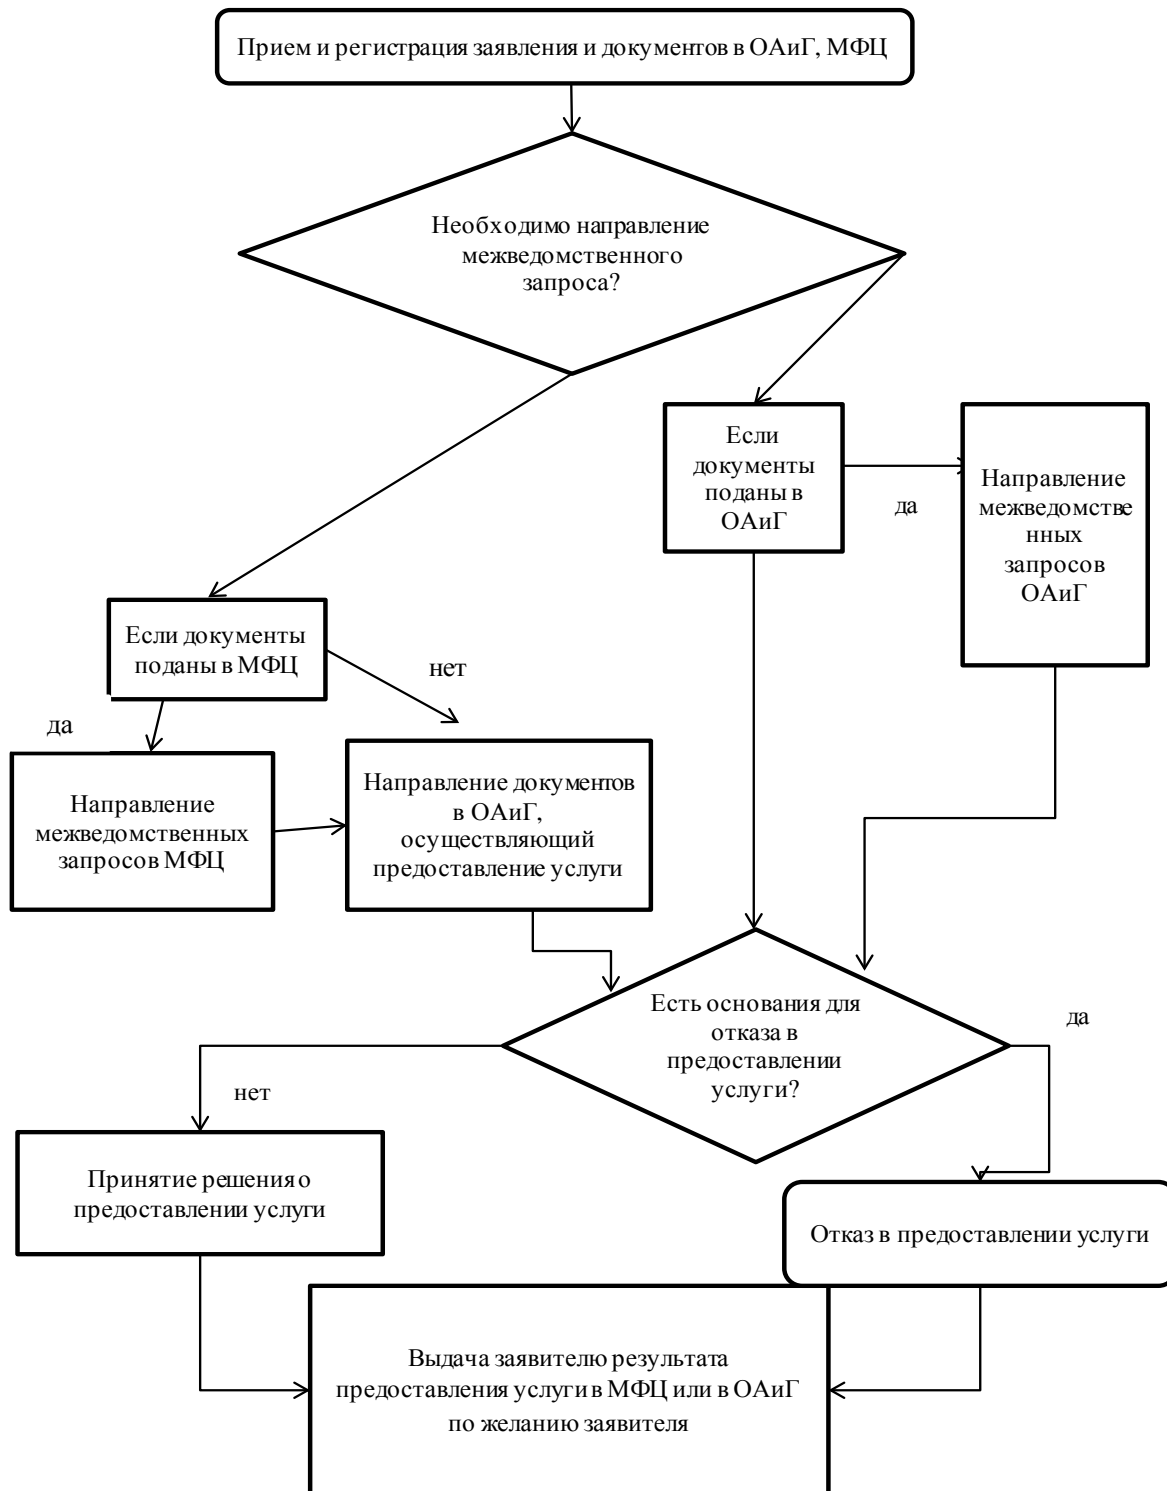 Прием и регистрация заявления и документов в ОАиГ, МФЦ
Необходимо направление
межведомственного
запроса?
Если
документы
поданы в
ОАиГ
да
Направление
межведомстве
нных
запросов
ОАиГ
Если документы
поданы в МФЦ
нет
да
Направление
межведомственных
запросов МФЦ
Направление документов
в ОАиГ,
осуществляющий
предоставление услуги
Есть основания для
отказа в
предоставлении
услуги?
да
нет
Принятие решения о
предоставлении услуги
Отказ в предоставлении услуги
Выдача заявителю результата
предоставления услуги в МФЦ или в ОАиГ
по желанию заявителя